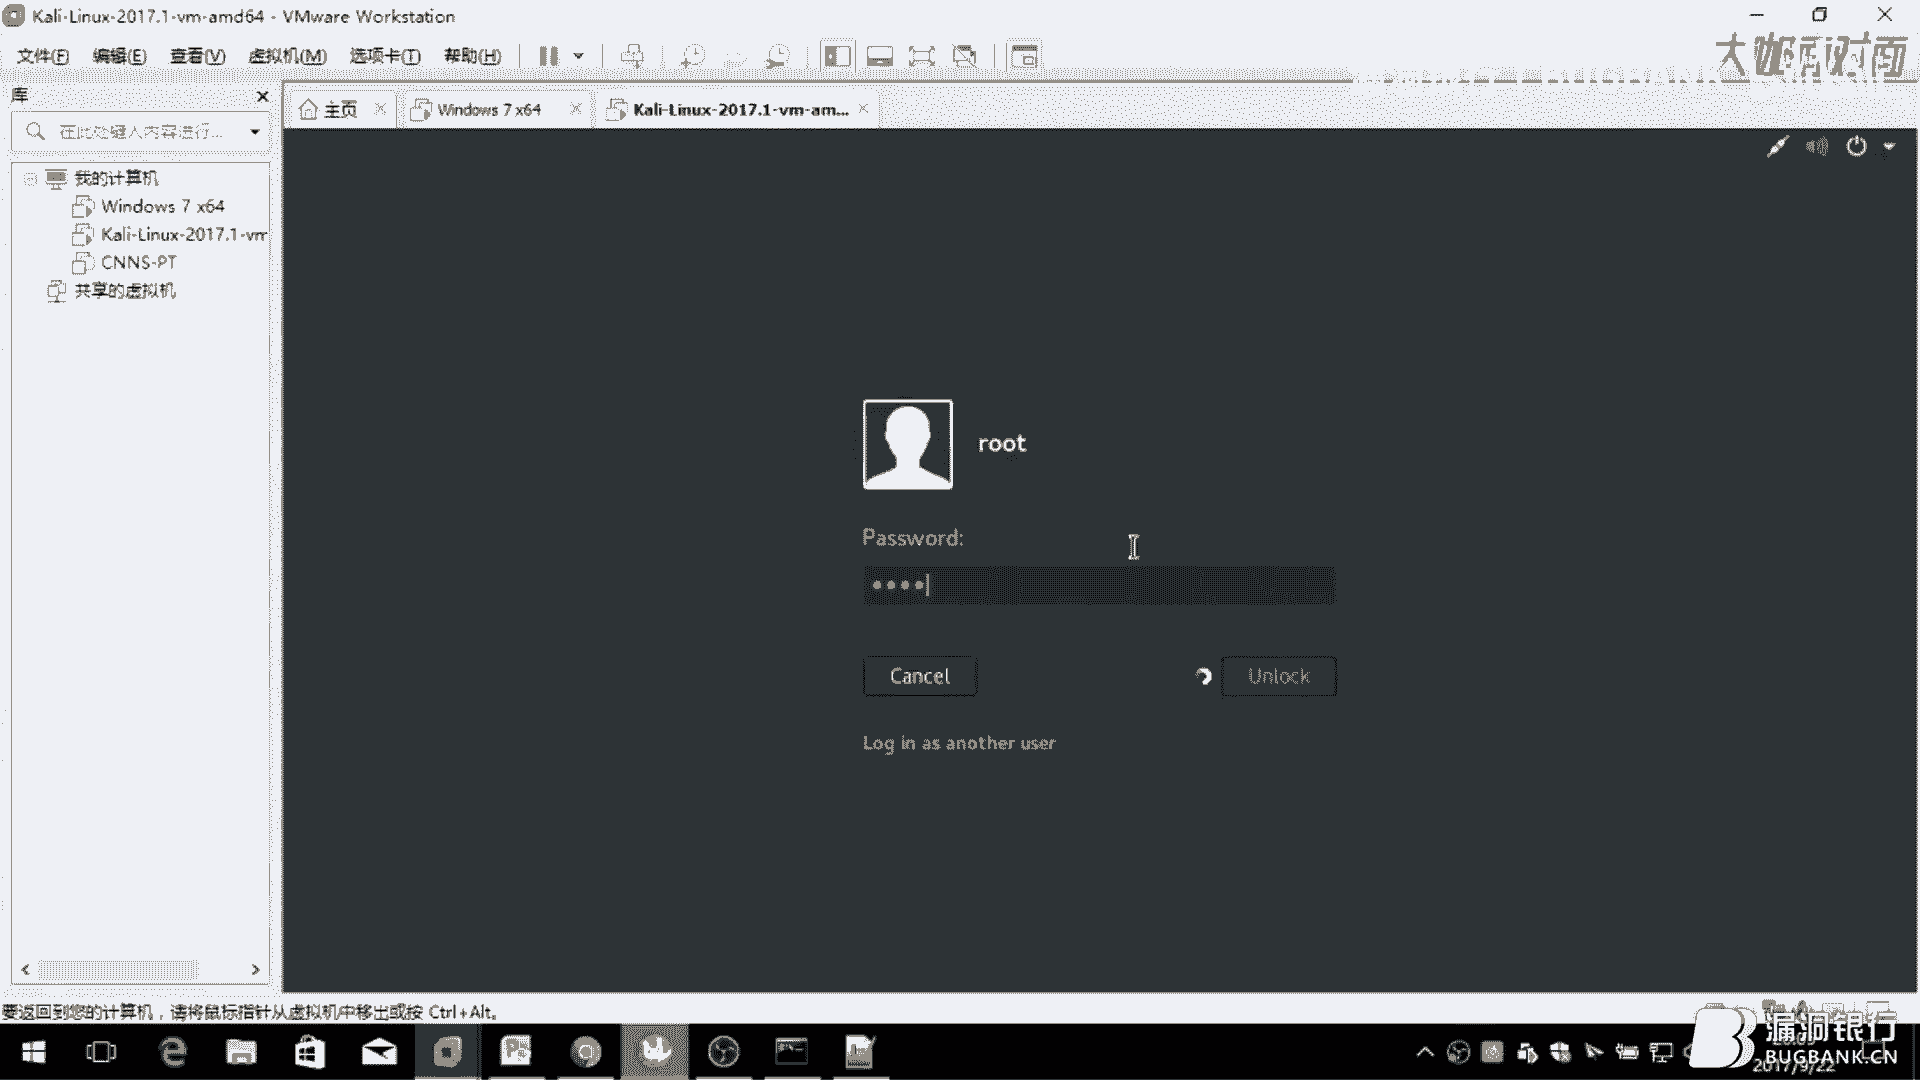 Kali-Linux-2017.1-vm-amd64 - VMware Workstation
文件(F) 编辑(E) 查看(V) 虚拟机(M) 选项卡(T) 帮助(H)
大咖面对面
库
主页
Windows 7 x64
Kali-Linux-2017.1-vm-am...
在此处键入内容进行...
我的计算机
Windows 7 x64
Kali-Linux-2017.1-vm
CNNS-PT
共享的虚拟机
root
Password:
Cancel
Unlock
Log in as another user
要返回到您的计算机，请将鼠标指针从虚拟机中移出或按 Ctrl+Alt。
漏洞银行
BUGBANK.CN
2017/9/22